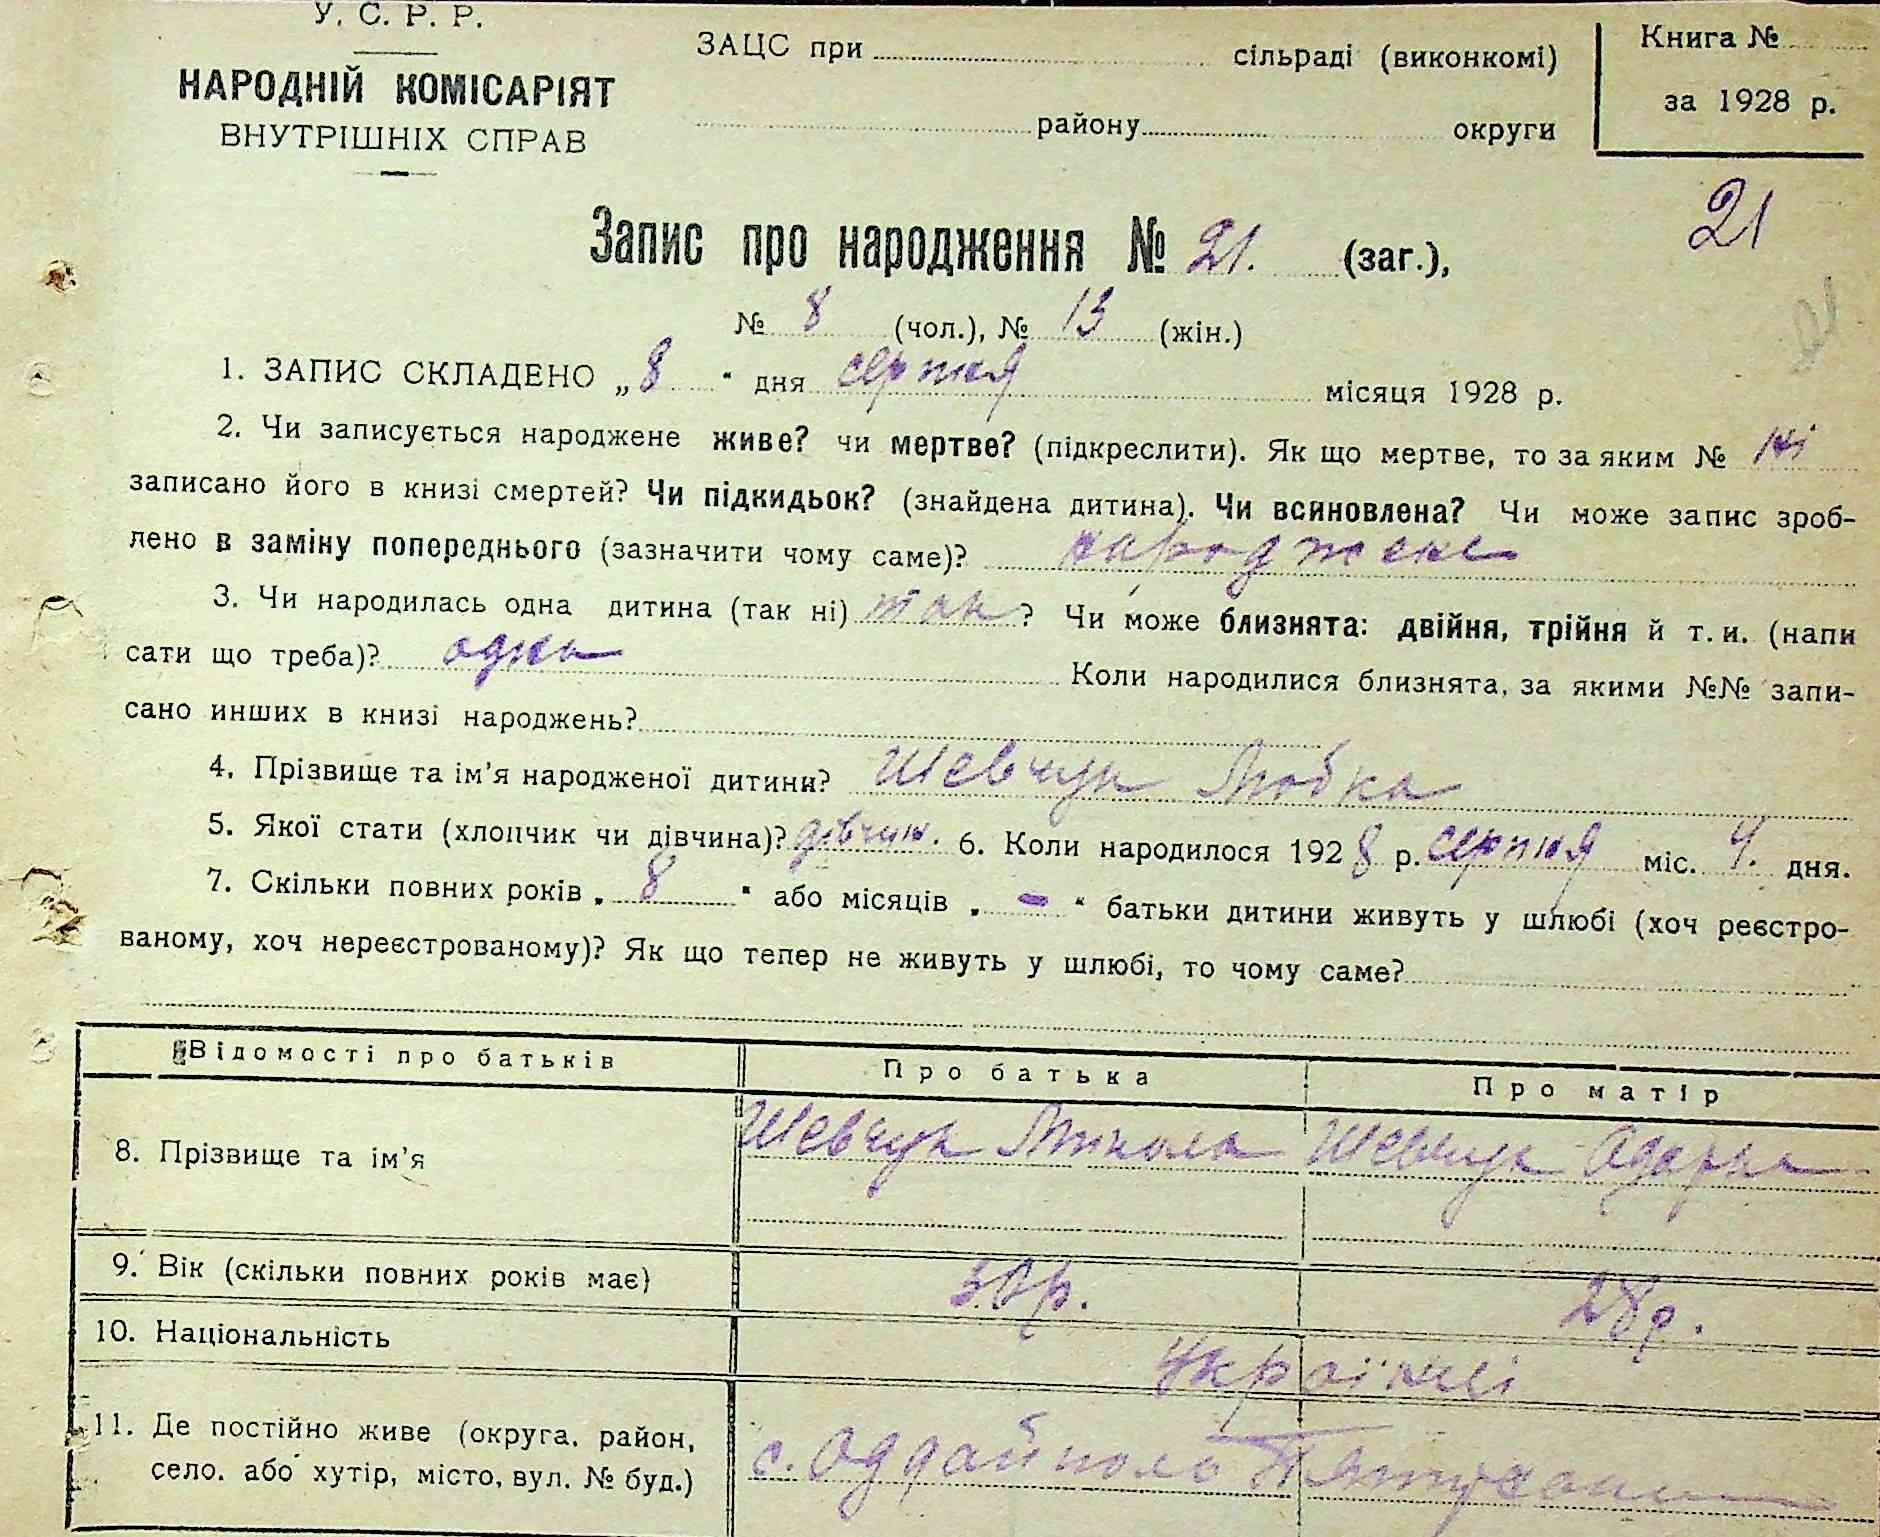 У. С. Р. Р.
НАРОДНІЙ КОМІСАРІЯТ
ВНУТРІШНІХ СПРАВ
ЗАЦС при сільраді (виконкомі)
району округи
Книга №
за 1928 р.
21
Запис про народження № 21. (заг.),
№ 8 (чол.), № 13 (жін.)
1. ЗАПИС СКЛАДЕНО „8“ дня серпня місяця 1928 р.
2. Чи записується народжене живе? чи мертве? (підкреслити). Як що мертве, то за яким № ні
записано його в книзі смертей? Чи підкидьок? (знайдена дитина). Чи всиновлена? Чи може запис зроб-
лено в заміну попереднього (зазначити чому саме)? народжене
3. Чи народилась одна дитина (так ні) так? Чи може близнята: двійня, трійня й т. и. (напи
сати що треба)? одна Коли народилися близнята, за якими №№ запи-
сано инших в книзі народжень?
4. Прізвище та ім’я народженої дитини? Шевчук Любка
5. Якої стати (хлопчик чи дівчина)? дівчин. 6. Коли народилося 1928 р. серпня міс. 4. дня.
7. Скільки повних років „8“ або місяців „-“ батьки дитини живуть у шлюбі (хоч реєстро-
ваному, хоч нереєстрованому)? Як що тепер не живуть у шлюбі, то чому саме?
Відомості про батьків Про батька Про матір
8. Прізвище та ім’я Шевчук Микола Шевчук Одарка
9. Вік (скільки повних років має) 30р. 28р.
10. Національність Українці
11. Де постійно живе (округа, район,
село. або хутір, місто, вул. № буд.) с.